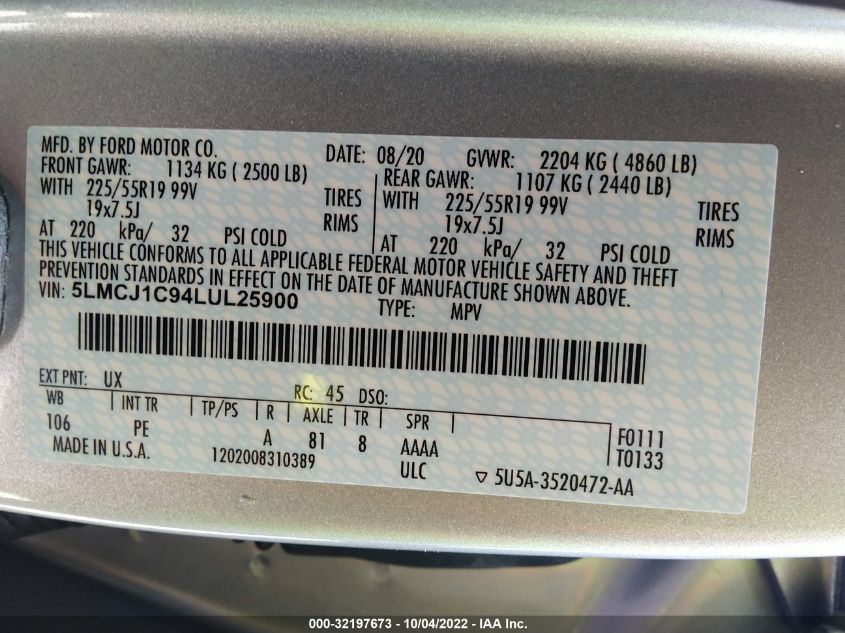 MFD. BY FORD MOTOR CO. DATE: 08/20 GVWR: 2204 KG ( 4860 LB)
FRONT GAWR: 1134 KG ( 2500 LB) REAR GAWR: 1107 KG ( 2440 LB)
WITH 225/55R19 99V TIRES WITH 225/55R19 99V TIRES
19x7.5J RIMS 19x7.5J RIMS
AT 220 kPa/ 32 PSI COLD AT 220 kPa/ 32 PSI COLD
THIS VEHICLE CONFORMS TO ALL APPLICABLE FEDERAL MOTOR VEHICLE SAFETY AND THEFT
PREVENTION STANDARDS IN EFFECT ON THE DATE OF MANUFACTURE SHOWN ABOVE.
VIN: 5LMCJ1C94LUL25900 TYPE: MPV
EXT PNT: UX RC: 45 DSO:
WB INT TR TP/PS R AXLE TR SPR
106 PE A 81 8 AAAA F0111
MADE IN U.S.A. 1202008310389 ULC T0133
▽ 5U5A-3520472-AA
000-32197673 - 10/04/2022 - IAA Inc.